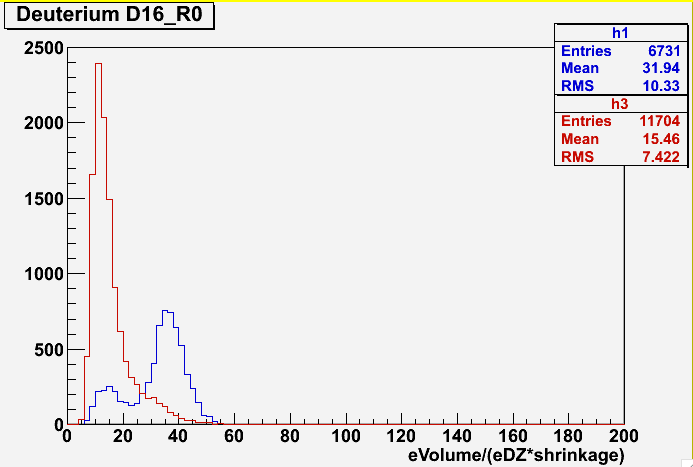 Deuterium D16_R0
h1
Entries 6731
Mean 31.94
RMS 10.33
h3
Entries 11704
Mean 15.46
RMS 7.422
2500
2000
1500
1000
500
0
0 20 40 60 80 100 120 140 160 180 200
eVolume/(eDZ*shrinkage)